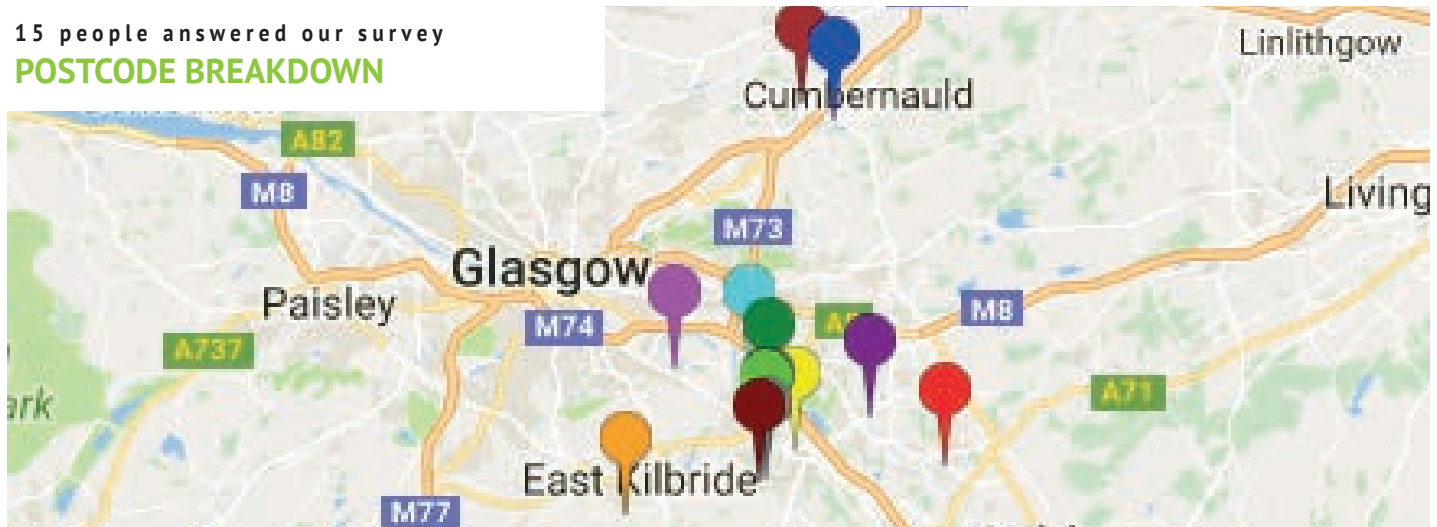 15 people answered our survey
POSTCODE BREAKDOWN
Linlithgow
Cumbernauld
A82
M8
Living
M73
Glasgow
Paisley
M8
M74
A737
A71
ark
East Kilbride
M77